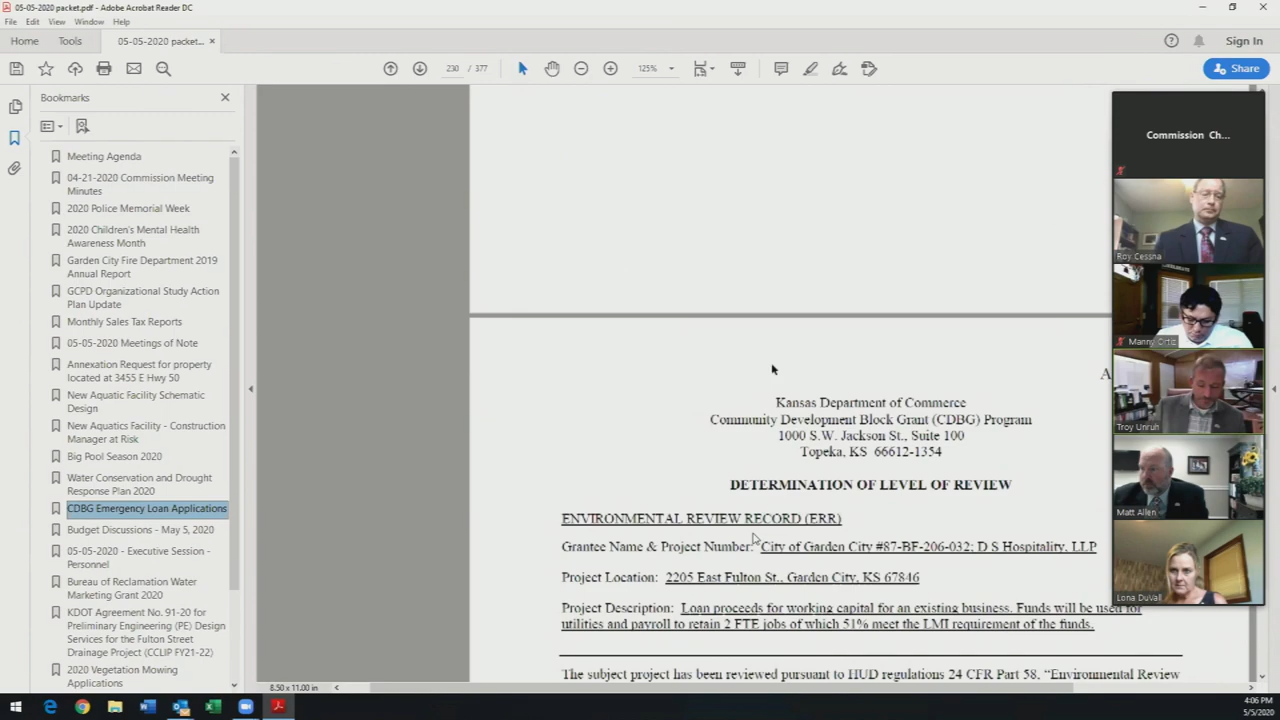 05-05-2020 packet.pdf - Adobe Acrobat Reader DC
File Edit View Window Help
Home Tools 05-05-2020 packet... × Sign In
230 / 377 125% Share
Bookmarks
Meeting Agenda
04-21-2020 Commission Meeting
Minutes
2020 Police Memorial Week
2020 Children's Mental Health
Awareness Month
Garden City Fire Department 2019
Annual Report
GCPD Organizational Study Action
Plan Update
Monthly Sales Tax Reports
05-05-2020 Meetings of Note
Annexation Request for property
located at 3455 E Hwy 50
New Aquatic Facility Schematic
Design
New Aquatics Facility - Construction
Manager at Risk
Big Pool Season 2020
Water Conservation and Drought
Response Plan 2020
CDBG Emergency Loan Applications
Budget Discussions - May 5, 2020
05-05-2020 - Executive Session -
Personnel
Bureau of Reclamation Water
Marketing Grant 2020
KDOT Agreement No. 91-20 for
Preliminary Engineering (PE) Design
Services for the Fulton Street
Drainage Project (CCLIP FY21-22)
2020 Vegetation Mowing
Applications
A
Kansas Department of Commerce
Community Development Block Grant (CDBG) Program
1000 S.W. Jackson St., Suite 100
Topeka, KS 66612-1354
DETERMINATION OF LEVEL OF REVIEW
ENVIRONMENTAL REVIEW RECORD (ERR)
Grantee Name & Project Number: City of Garden City #87-BF-206-032; D S Hospitality, LLP
Project Location: 2205 East Fulton St., Garden City, KS 67846
Project Description: Loan proceeds for working capital for an existing business. Funds will be used for
utilities and payroll to retain 2 FTE jobs of which 51% meet the LMI requirement of the funds.
The subject project has been reviewed pursuant to HUD regulations 24 CFR Part 58, “Environmental Review
8.50 x 11.00 in
Commission Ch...
Roy Cessna
Manny Ortiz
Troy Unruh
Matt Allen
Lona DuVall
4:06 PM
5/5/2020